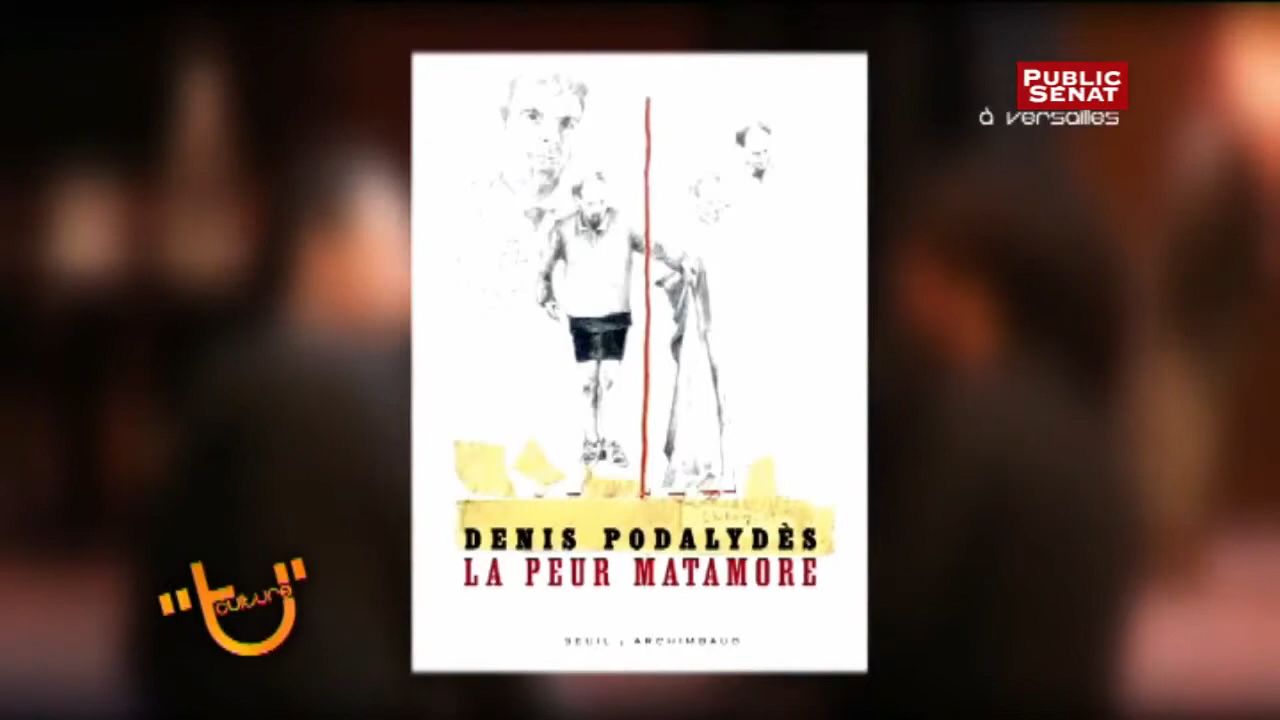 PUBLIC
SENAT
à versailles
DENIS PODALYDÈS
LA PEUR MATAMORE
SEUIL / ARCHIMBAUD
culture